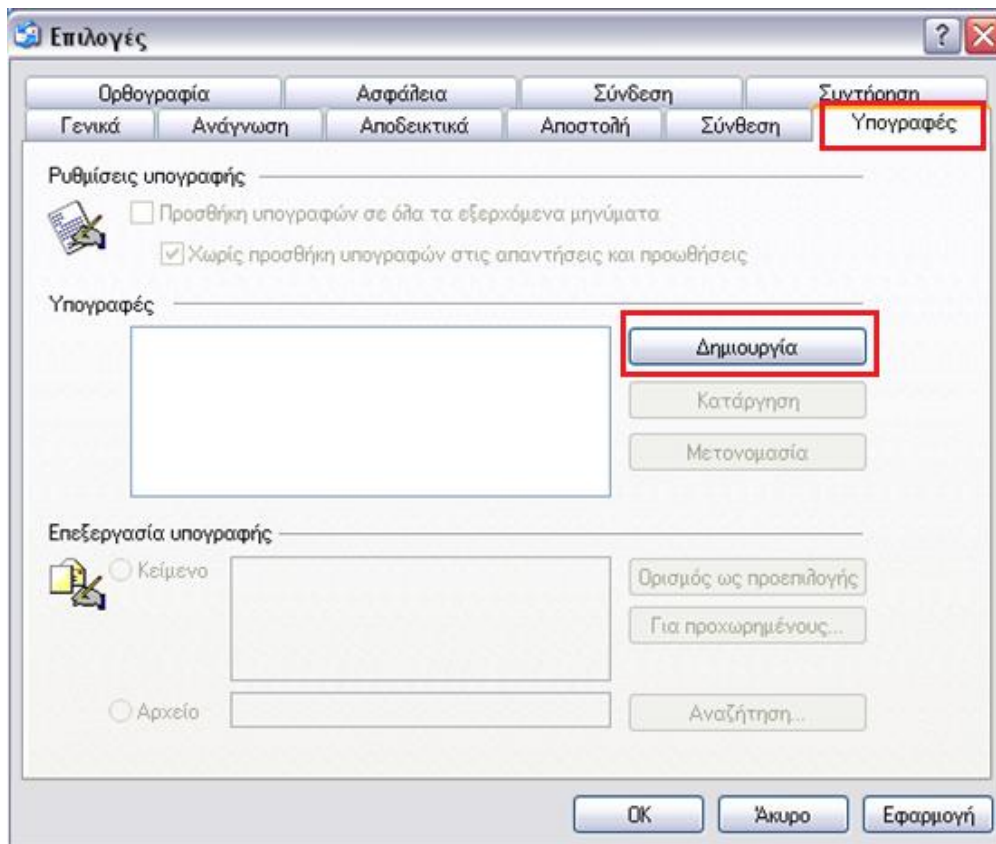 Επιλογές
Ορθογραφία Ασφάλεια Σύνδεση Συντήρηση
Γενικά Ανάγνωση Αποδεικτικά Αποστολή Σύνθεση Υπογραφές
Ρυθμίσεις υπογραφής
Προσθήκη υπογραφών σε όλα τα εξερχόμενα μηνύματα
Χωρίς προσθήκη υπογραφών στις απαντήσεις και προωθήσεις
Υπογραφές
Δημιουργία
Κατάργηση
Μετονομασία
Επεξεργασία υπογραφής
Κείμενο
Ορισμός ως προεπιλογής
Για προχωρημένους...
Αρχείο
Αναζήτηση...
OK Άκυρο Εφαρμογή